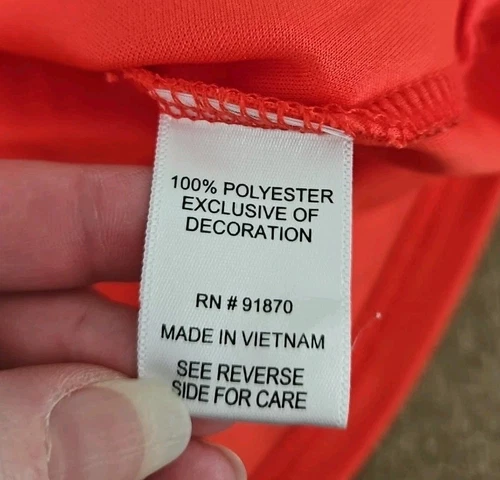 100% POLYESTER
EXCLUSIVE OF
DECORATION
RN # 91870
MADE IN VIETNAM
SEE REVERSE
SIDE FOR CARE